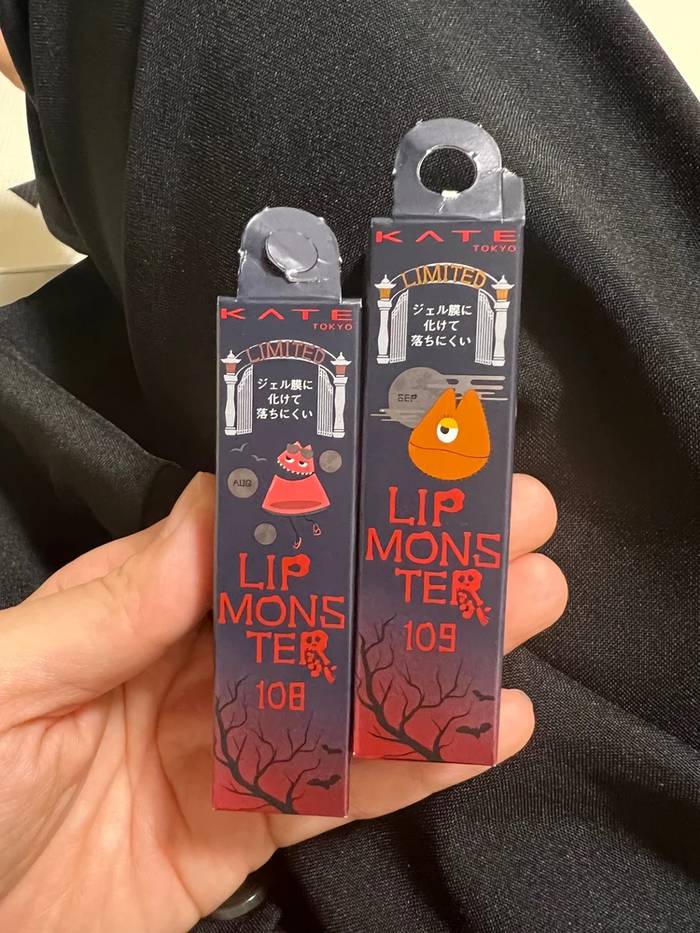 KATE
TOKYO
LIMITED
ジェル膜に
化けて
落ちにくい
AUG
LIP
MONS
TER
108
KATE
TOKYO
LIMITED
ジェル膜に
化けて
落ちにくい
SEP
LIP
MONS
TER
109